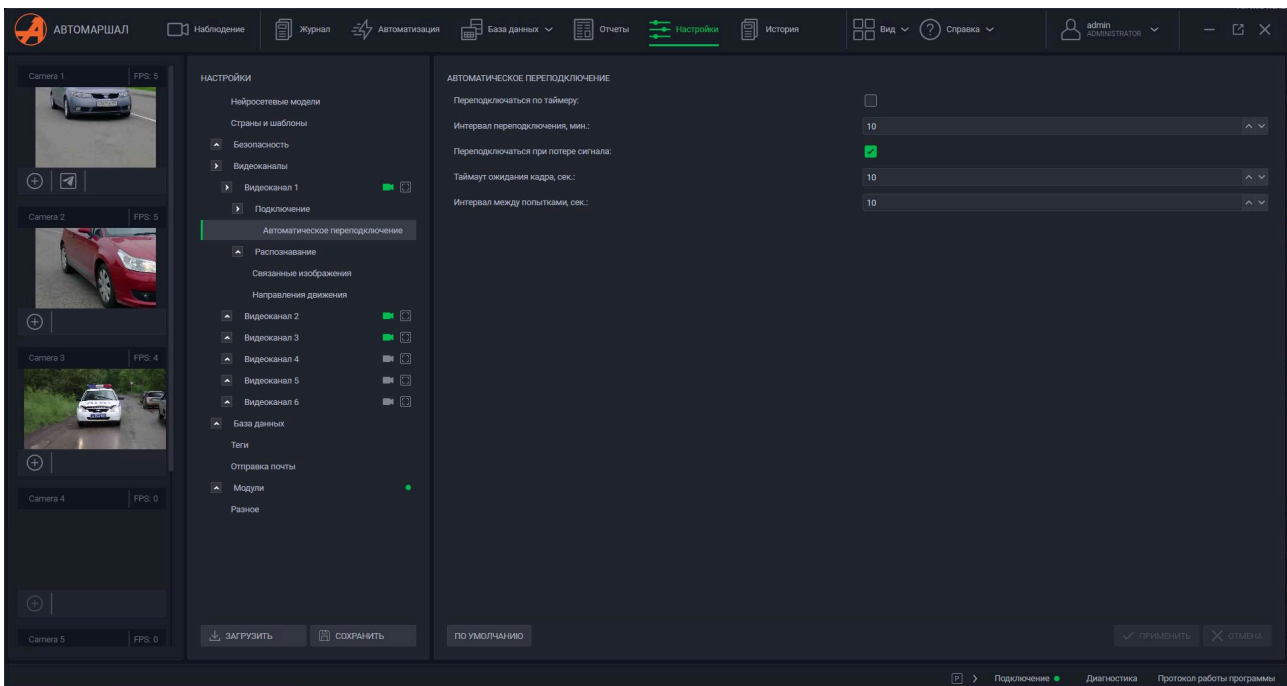 АВТОМАРШАЛ
Наблюдение
Журнал
Автоматизация
База данных
Отчеты
Настройки
История
Вид
Справка
admin
ADMINISTRATOR
Camera 1
FPS: 5
Camera 2
FPS: 5
Camera 3
FPS: 4
Camera 4
FPS: 0
Camera 5
FPS: 0
НАСТРОЙКИ
Нейросетевые модели
Страны и шаблоны
Безопасность
Видеоканалы
Видеоканал 1
Подключение
Автоматическое переподключение
Распознавание
Связанные изображения
Направления движения
Видеоканал 2
Видеоканал 3
Видеоканал 4
Видеоканал 5
Видеоканал 6
База данных
Теги
Отправка почты
Модули
Разное
ЗАГРУЗИТЬ
СОХРАНИТЬ
АВТОМАТИЧЕСКОЕ ПЕРЕПОДКЛЮЧЕНИЕ
Переподключаться по таймеру:
Интервал переподключения, мин.: 10
Переподключаться при потере сигнала:
Таймаут ожидания кадра, сек.: 10
Интервал между попытками, сек.: 10
ПО УМОЛЧАНИЮ
ПРИМЕНИТЬ
ОТМЕНА
P
Подключение
Диагностика
Протокол работы программы